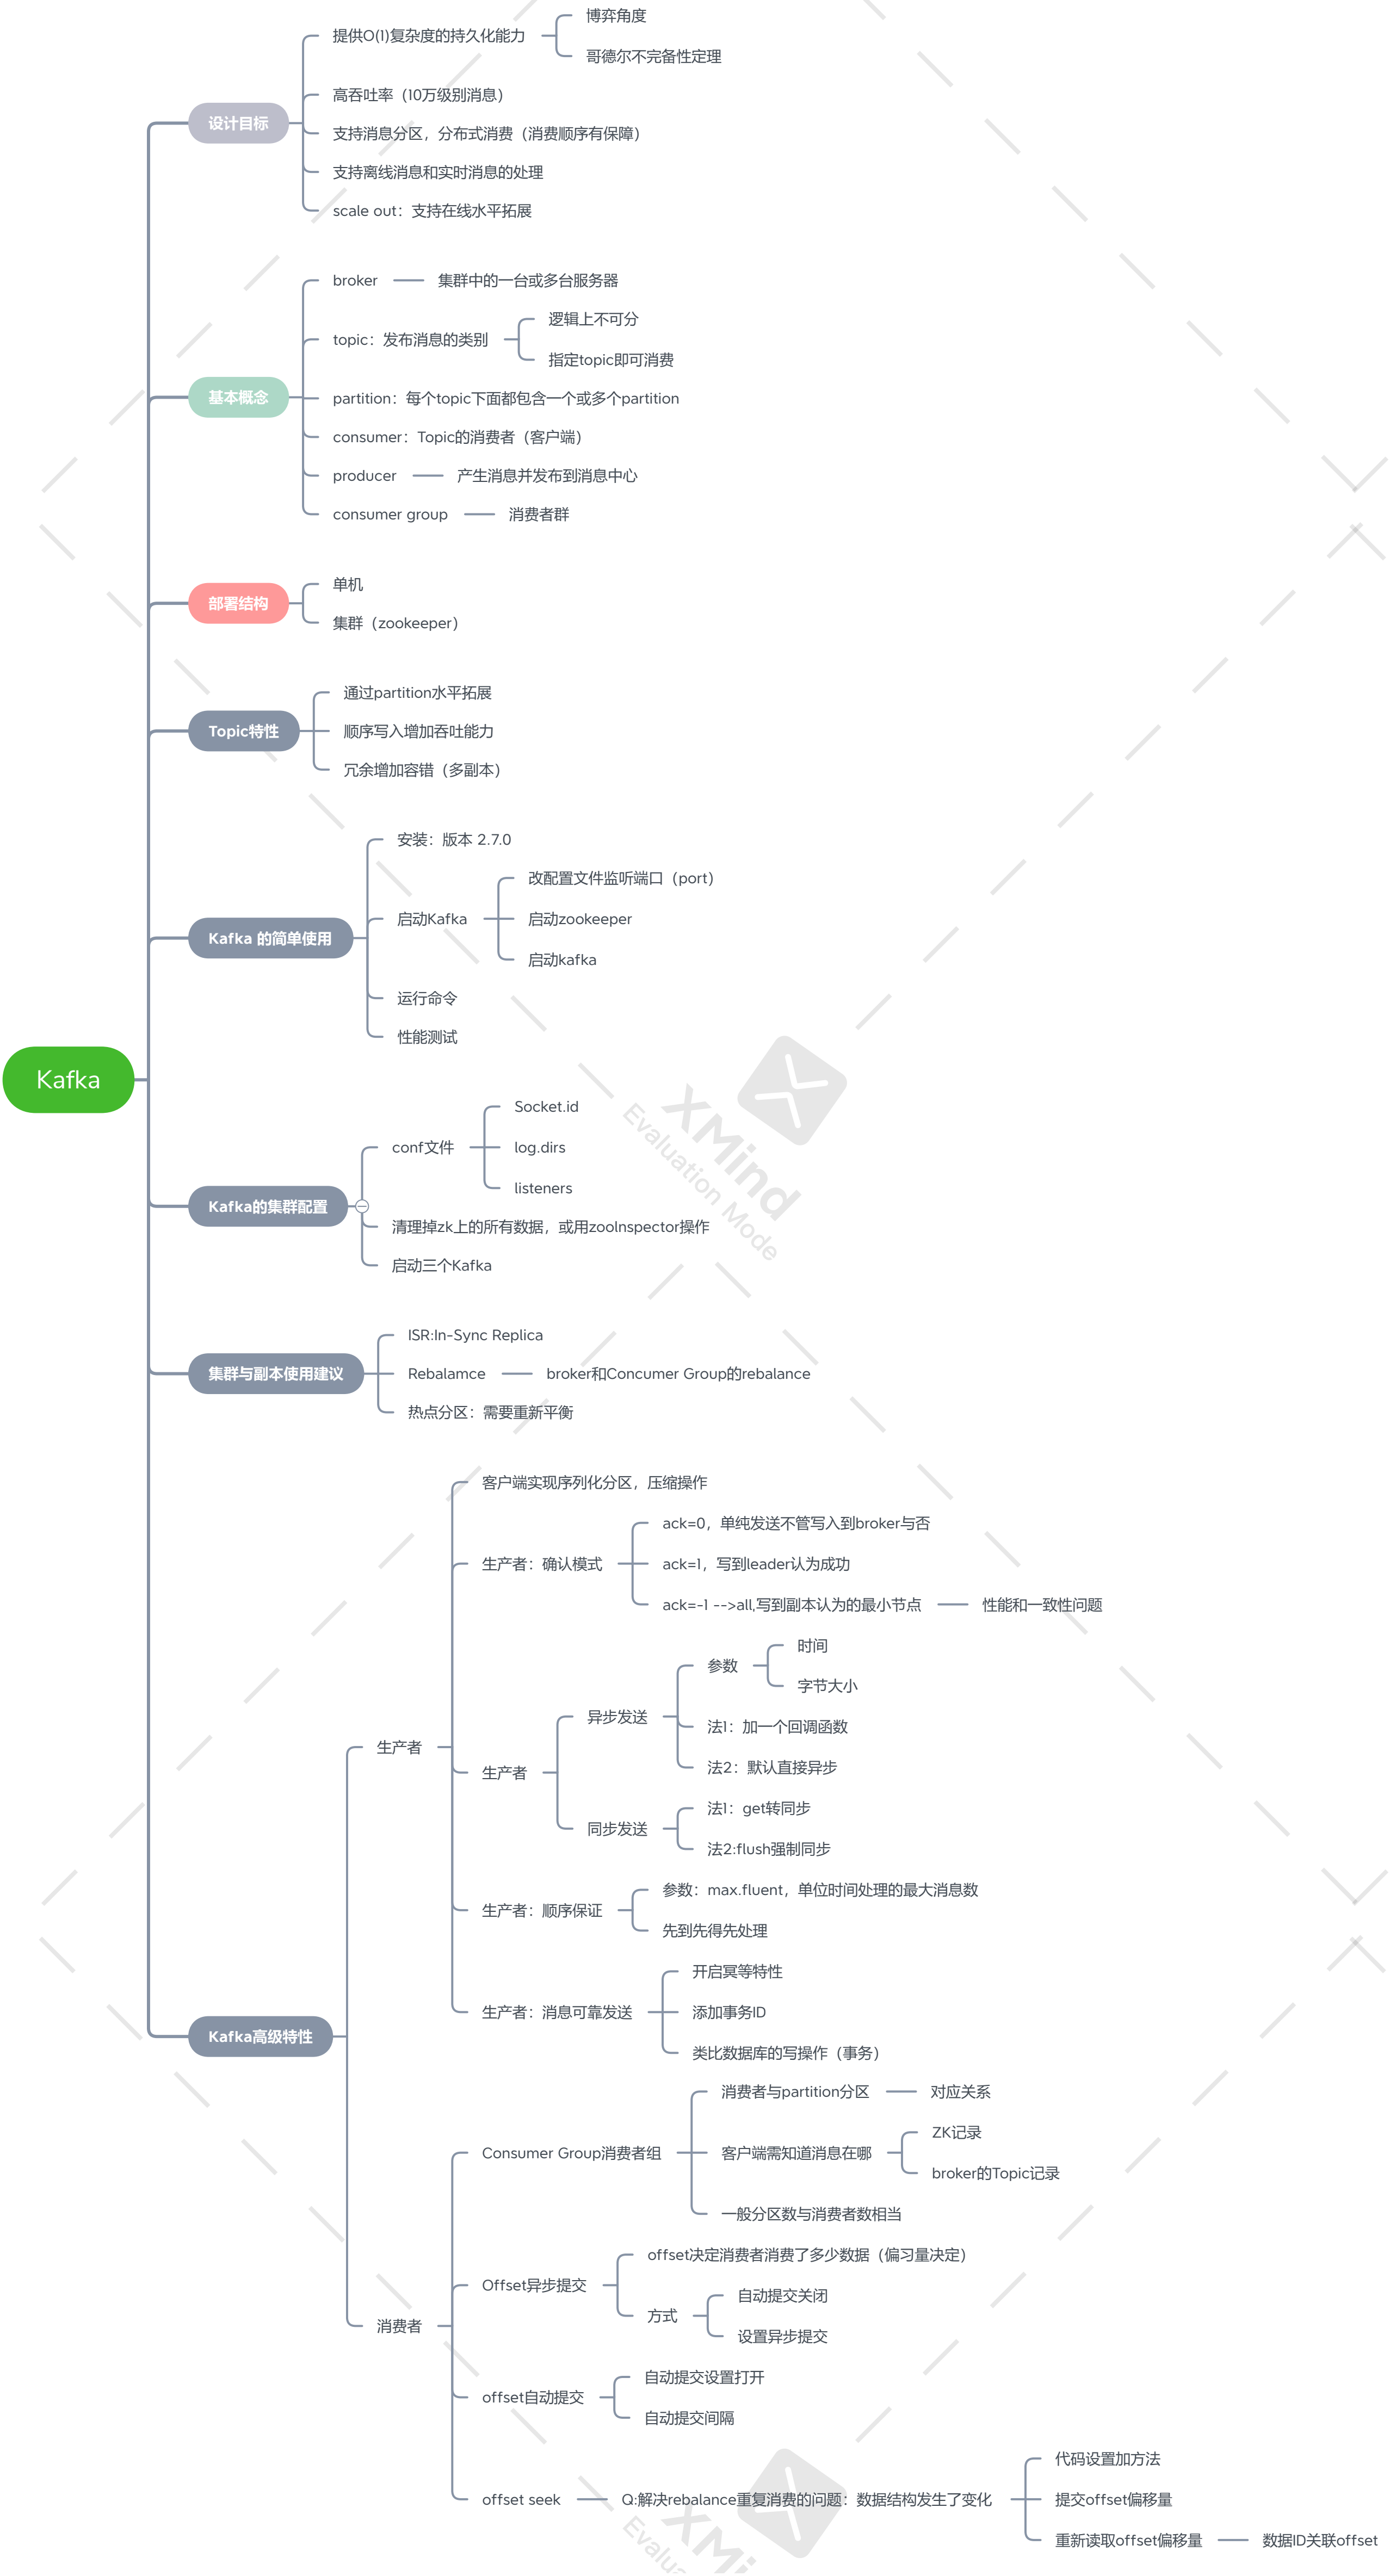 Kafka
设计目标
提供O(1)复杂度的持久化能力
博弈角度
哥德尔不完备性定理
高吞吐率（10万级别消息）
支持消息分区，分布式消费（消费顺序有保障）
支持离线消息和实时消息的处理
scale out：支持在线水平拓展
基本概念
broker
集群中的一台或多台服务器
topic：发布消息的类别
逻辑上不可分
指定topic即可消费
partition：每个topic下面都包含一个或多个partition
consumer：Topic的消费者（客户端）
producer
产生消息并发布到消息中心
consumer group
消费者群
部署结构
单机
集群（zookeeper）
Topic特性
通过partition水平拓展
顺序写入增加吞吐能力
冗余增加容错（多副本）
Kafka 的简单使用
安装：版本 2.7.0
启动Kafka
改配置文件监听端口（port）
启动zookeeper
启动kafka
运行命令
性能测试
Kafka的集群配置
conf文件
Socket.id
log.dirs
listeners
清理掉zk上的所有数据，或用zooInspector操作
启动三个Kafka
集群与副本使用建议
ISR:In-Sync Replica
Rebalamce
broker和Concumer Group的rebalance
热点分区：需要重新平衡
Kafka高级特性
生产者
客户端实现序列化分区，压缩操作
生产者：确认模式
ack=0，单纯发送不管写入到broker与否
ack=1，写到leader认为成功
ack=-1 -->all,写到副本认为的最小节点
性能和一致性问题
生产者
异步发送
参数
时间
字节大小
法1：加一个回调函数
法2：默认直接异步
同步发送
法1：get转同步
法2:flush强制同步
生产者：顺序保证
参数：max.fluent，单位时间处理的最大消息数
先到先得先处理
生产者：消息可靠发送
开启冥等特性
添加事务ID
类比数据库的写操作（事务）
消费者
Consumer Group消费者组
消费者与partition分区
对应关系
客户端需知道消息在哪
ZK记录
broker的Topic记录
一般分区数与消费者数相当
Offset异步提交
offset决定消费者消费了多少数据（偏习量决定）
方式
自动提交关闭
设置异步提交
offset自动提交
自动提交设置打开
自动提交间隔
offset seek
Q:解决rebalance重复消费的问题：数据结构发生了变化
代码设置加方法
提交offset偏移量
重新读取offset偏移量
数据ID关联offset
XMind
Evaluation Mode
XMi
Evalua